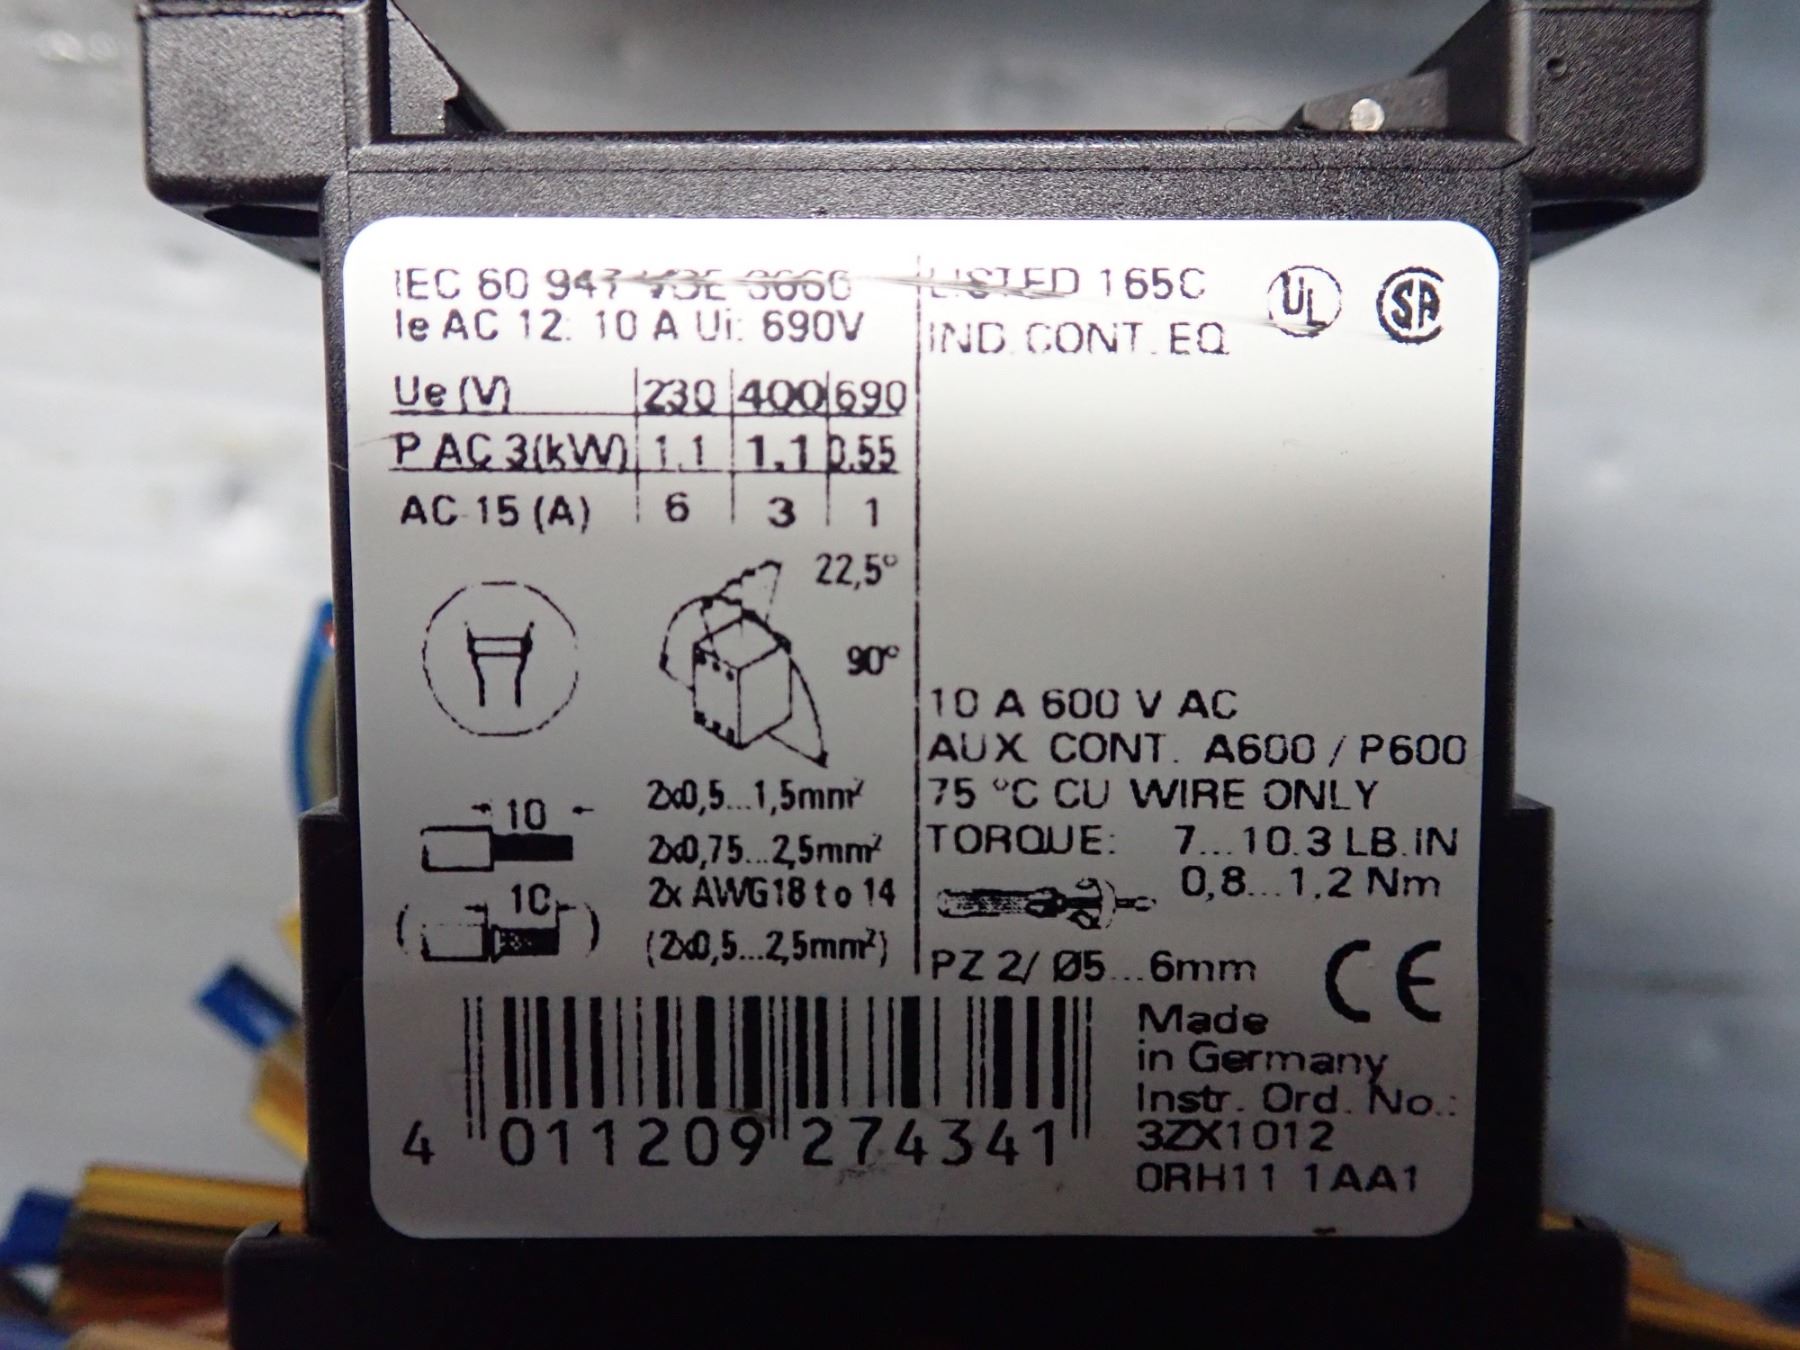 IEC 60 947 VDE 0660
Ie AC 12: 10 A Ui: 690V
Ue (V) 230 400 690
P AC 3(kW) 1.1 1.1 0.55
AC 15 (A) 6 3 1
22,5°
90°
10
2x0,5...1,5mm²
2x0,75...2,5mm²
10
2x AWG18 to 14
(2x0,5...2,5mm²)
LISTED 165C
UL
SA
IND. CONT. EQ.
10 A 600 V AC
AUX. CONT. A600 / P600
75 °C CU WIRE ONLY
TORQUE: 7...10.3 LB.IN
0,8...1,2 Nm
PZ 2/ Ø5...6mm
CE
4 011209 274341
Made
in Germany
Instr. Ord. No.:
3ZX1012
0RH11 1AA1